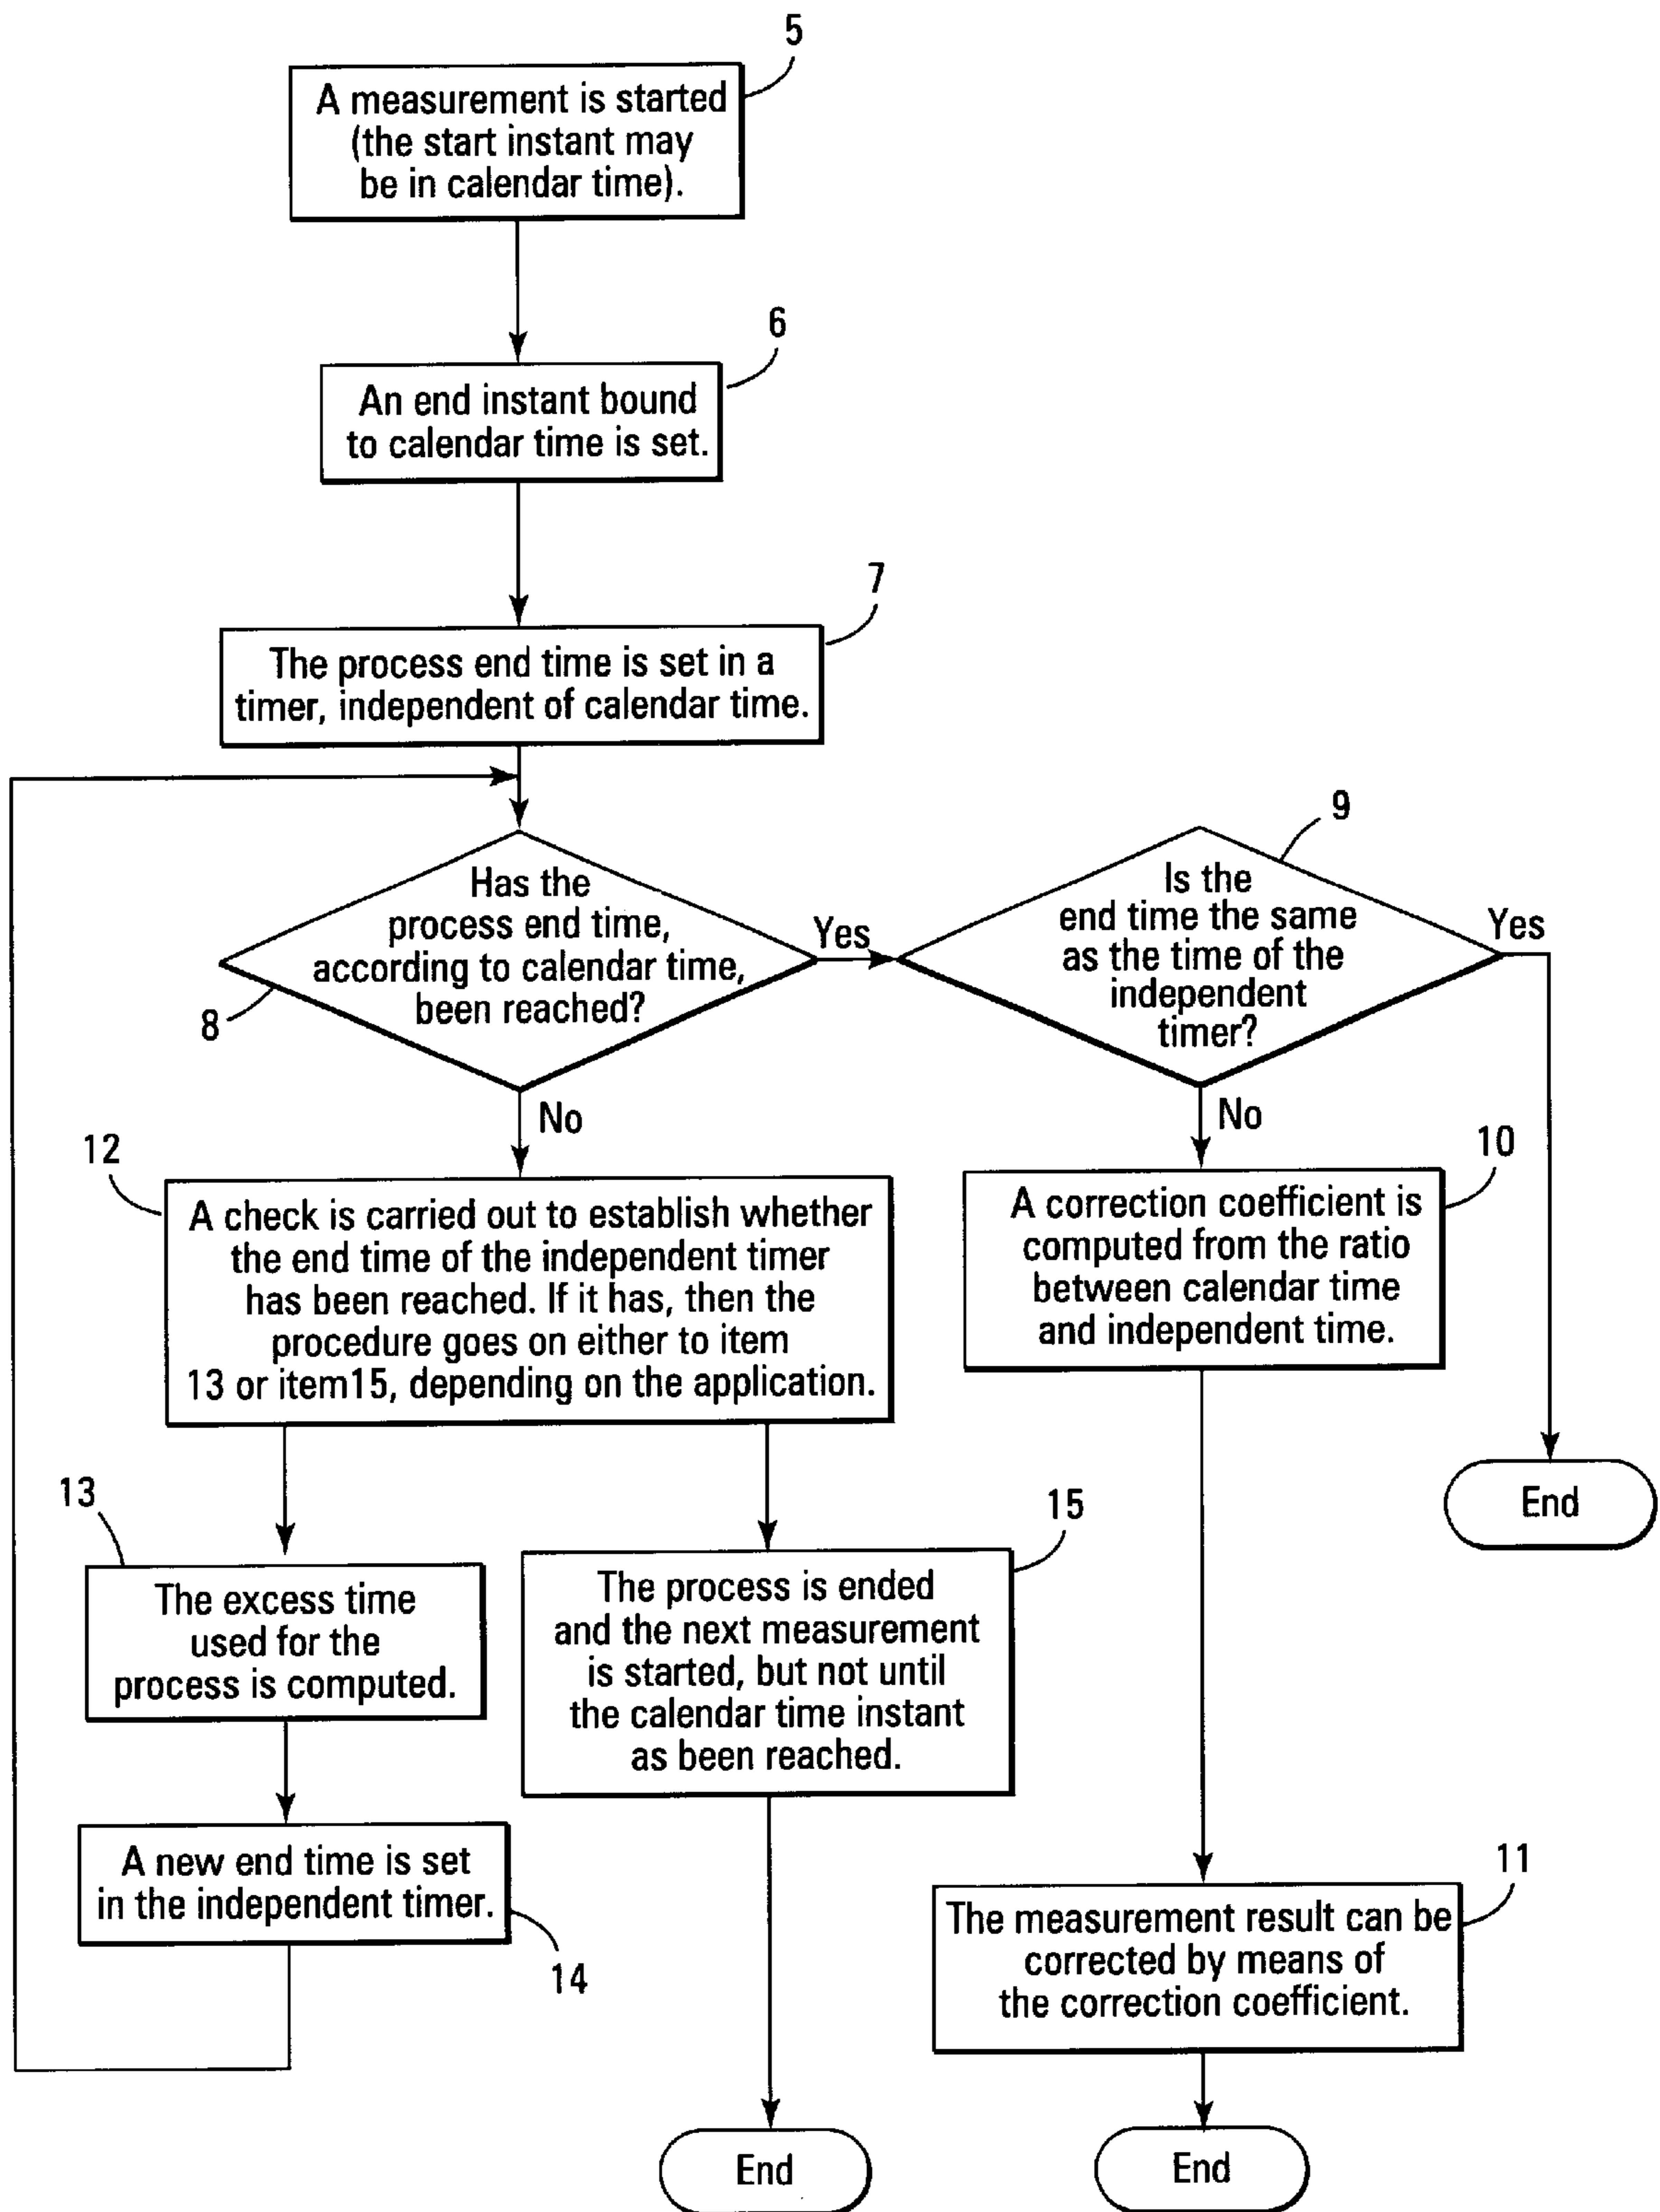 5
A measurement is started
(the start instant may
be in calendar time).
6
An end instant bound
to calendar time is set.
7
The process end time is set in a
timer, independent of calendar time.
8
Has the
process end time,
according to calendar time,
been reached?
Yes
No
9
Is the
end time the same
as the time of the
independent
timer?
Yes
No
12
A check is carried out to establish whether
the end time of the independent timer
has been reached. If it has, then the
procedure goes on either to item
13 or item15, depending on the application.
10
A correction coefficient is
computed from the ratio
between calendar time
and independent time.
End
13
The excess time
used for the
process is computed.
15
The process is ended
and the next measurement
is started, but not until
the calendar time instant
as been reached.
14
A new end time is set
in the independent timer.
11
The measurement result can be
corrected by means of
the correction coefficient.
End
End